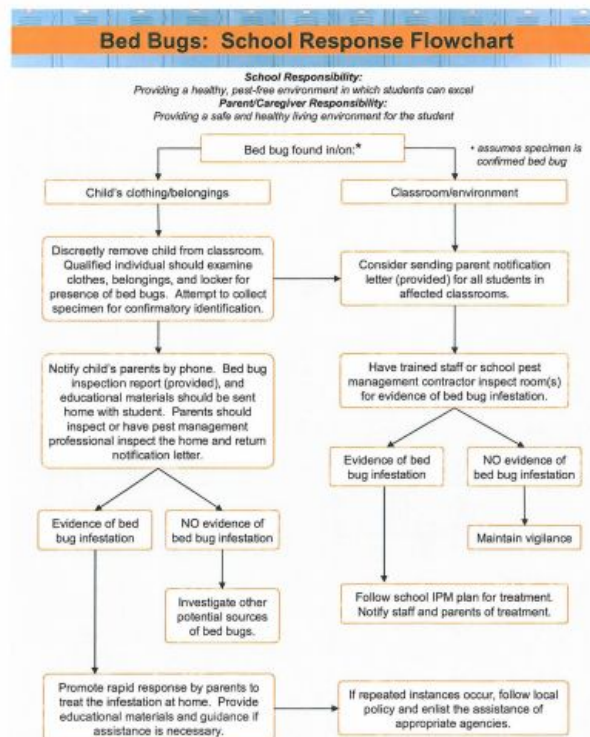 Bed Bugs: School Response Flowchart
School Responsibility:
Providing a healthy, pest-free environment in which students can excel
Parent/Caregiver Responsibility:
Providing a safe and healthy living environment for the student
Bed bug found in/on:*
* assumes specimen is
confirmed bed bug
Child's clothing/belongings
Classroom/environment
Discreetly remove child from classroom.
Qualified individual should examine
clothes, belongings, and locker for
presence of bed bugs. Attempt to collect
specimen for confirmatory identification.
Consider sending parent notification
letter (provided) for all students in
affected classrooms.
Notify child's parents by phone. Bed bug
inspection report (provided), and
educational materials should be sent
home with student. Parents should
inspect or have pest management
professional inspect the home and return
notification letter.
Have trained staff or school pest
management contractor inspect room(s)
for evidence of bed bug infestation.
Evidence of bed
bug infestation
NO evidence of
bed bug infestation
Evidence of bed
bug infestation
NO evidence of
bed bug infestation
Maintain vigilance
Investigate other
potential sources
of bed bugs.
Follow school IPM plan for treatment.
Notify staff and parents of treatment.
Promote rapid response by parents to
treat the infestation at home. Provide
educational materials and guidance if
assistance is necessary.
If repeated instances occur, follow local
policy and enlist the assistance of
appropriate agencies.